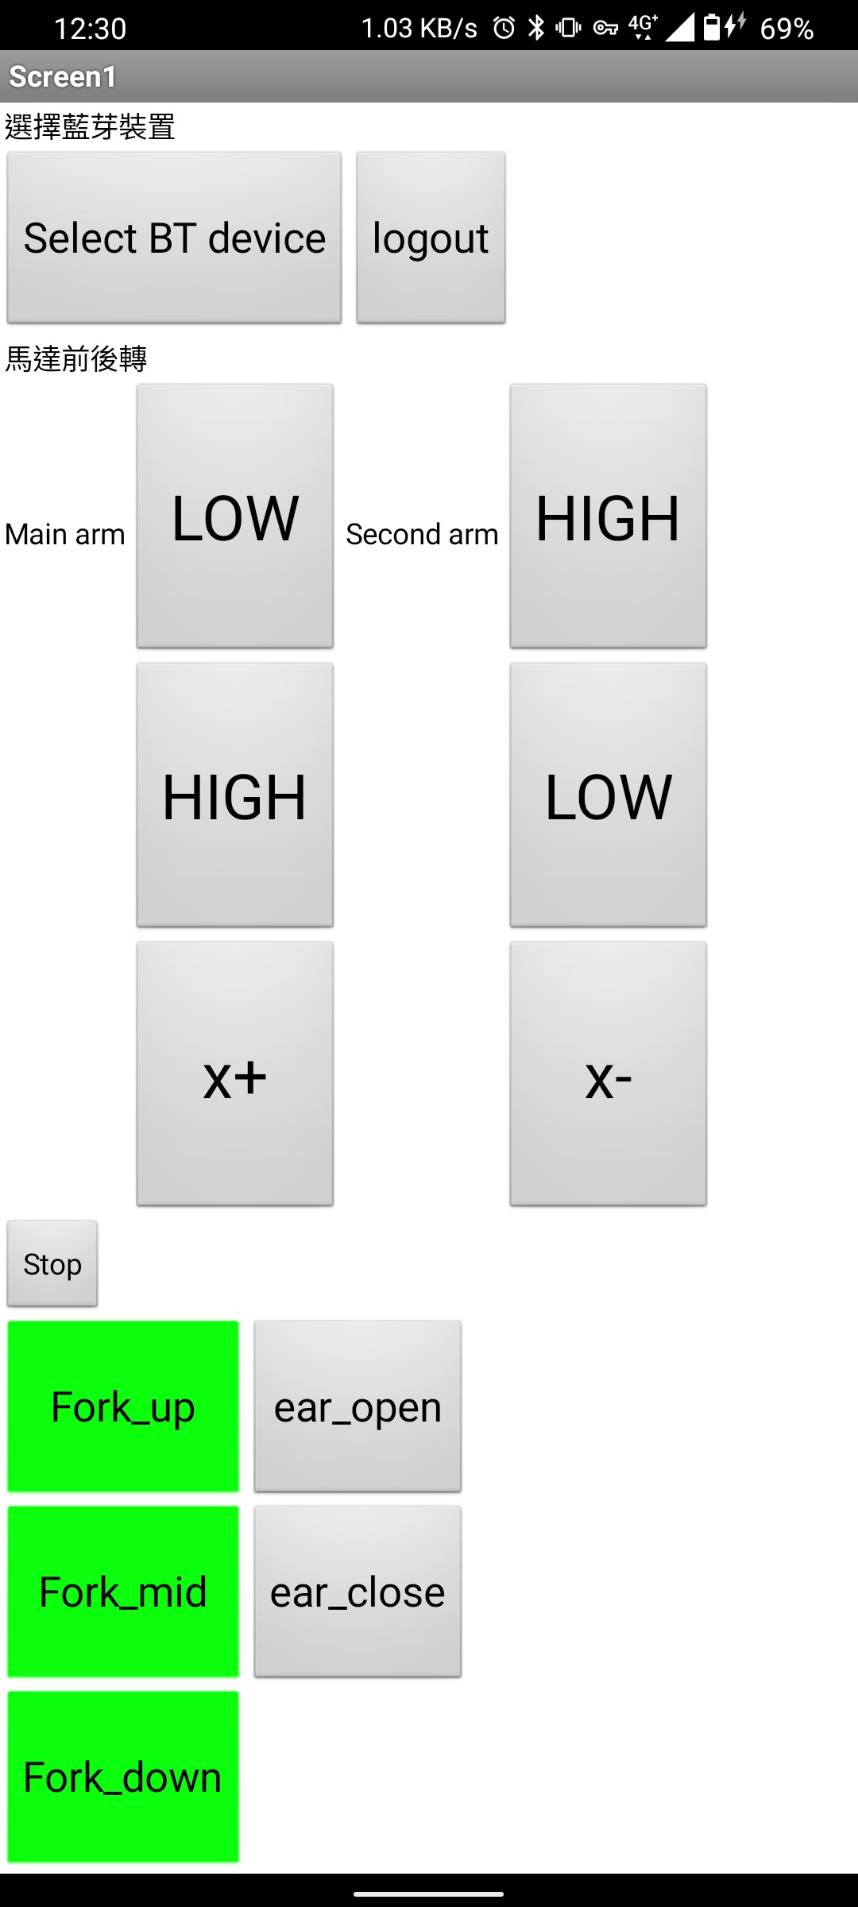 12:30 1.03 KB/s 4G+ 69%
Screen1
選擇藍芽裝置
Select BT device logout
馬達前後轉
Main arm LOW Second arm HIGH
HIGH LOW
x+ x-
Stop
Fork_up ear_open
Fork_mid ear_close
Fork_down